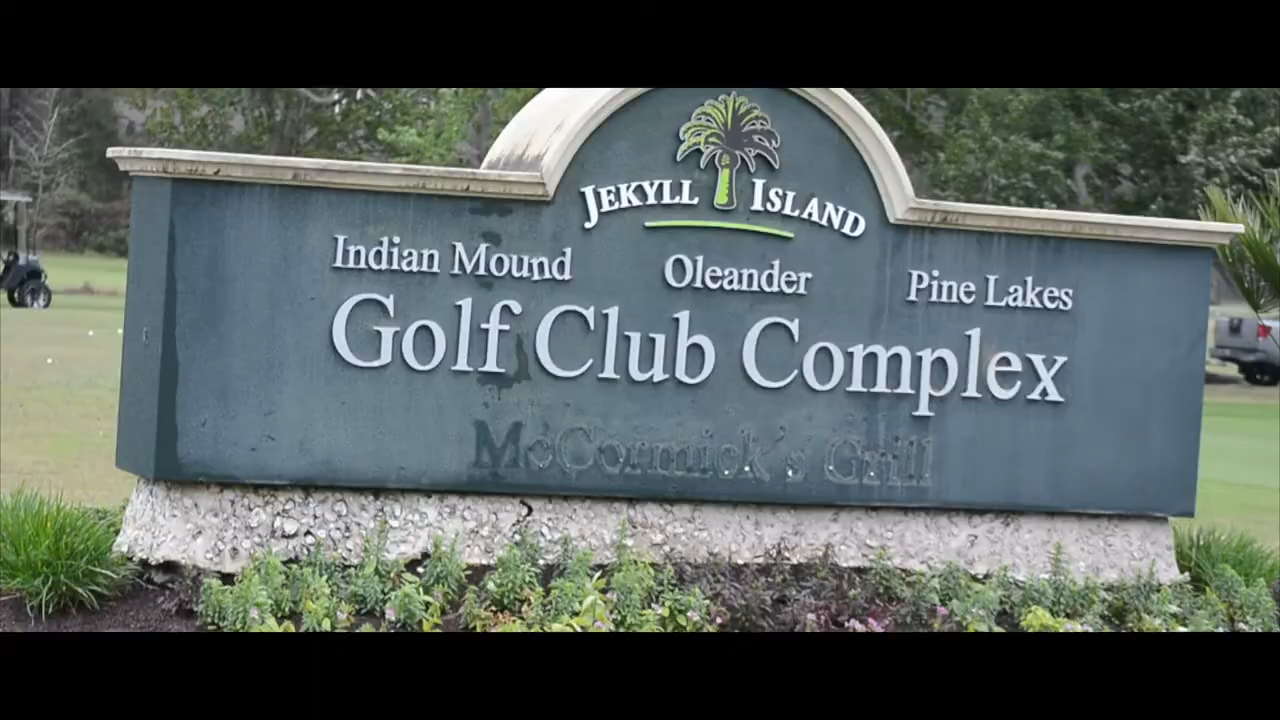 JEKYLL ISLAND
Indian Mound Oleander Pine Lakes
Golf Club Complex
McCormick's Grill